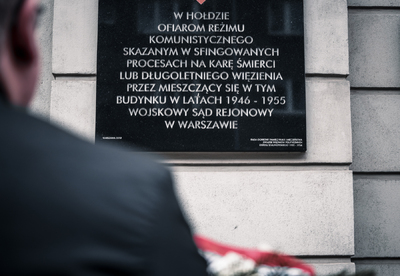 W HOŁDZIE
OFIAROM REŻIMU
KOMUNISTYCZNEGO
SKAZANYM W SFINGOWANYCH
PROCESACH NA KARĘ ŚMIERCI
LUB DŁUGOLETNIEGO WIĘZIENIA
PRZEZ MIESZCZĄCY SIĘ W TYM
BUDYNKU W LATACH 1946 - 1955
WOJSKOWY SĄD REJONOWY
W WARSZAWIE